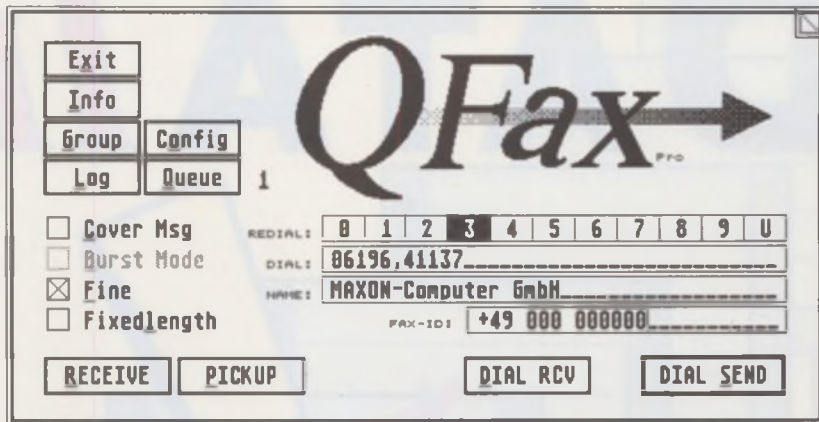 Exit
Info
Group Config
Log Queue 1
QFax Pro
Cover Msg
Burst Mode
Fine
Fixedlength
REDIAL: 0 1 2 3 4 5 6 7 8 9 U
DIAL: 06196,41137
NAME: MAXON-Computer GmbH
FAX-ID: +49 000 000000
RECEIVE PICKUP DIAL RCV DIAL SEND